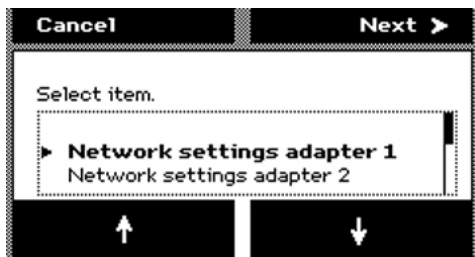 Cancel Next >
Select item.
Network settings adapter 1
Network settings adapter 2